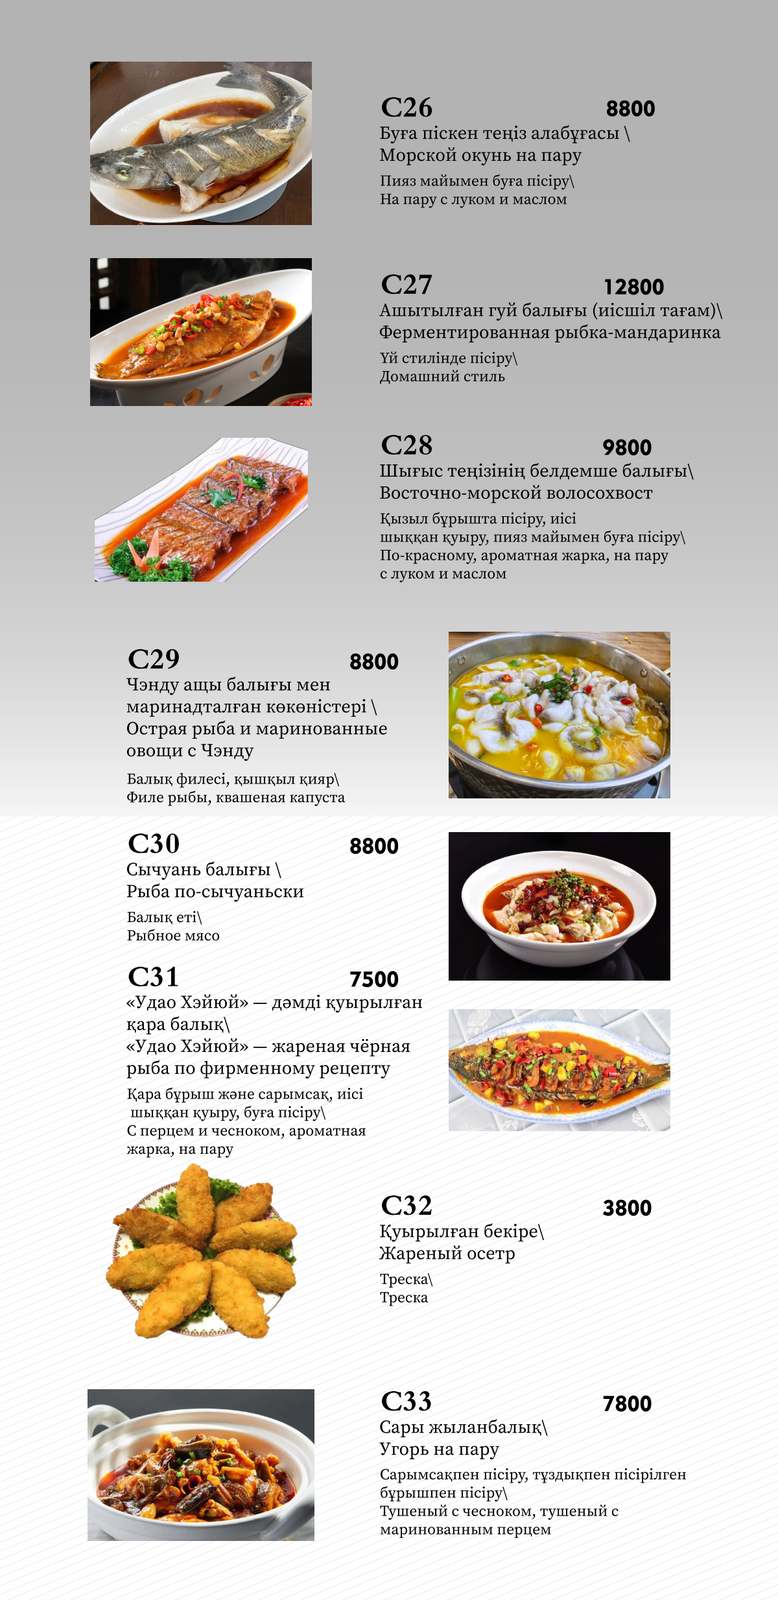 C26 8800
Буға піскен теңіз алабұғасы \
Морской окунь на пару
Пияз майымен буға пісіру\
На пару с луком и маслом
C27 12800
Ашытылған гуй балығы (иісшіл тағам)\
Ферментированная рыбка-мандаринка
Үй стилінде пісіру\
Домашний стиль
C28 9800
Шығыс теңізінің белдемше балығы\
Восточно-морской волосохвост
Қызыл бұрышта пісіру, иісі
шыққан қуыру, пияз майымен буға пісіру\
По-красному, ароматная жарка, на пару
с луком и маслом
C29 8800
Чэнду ащы балығы мен
маринадталған көкөністері \
Острая рыба и маринованные
овощи с Чэнду
Балық филесі, қышқыл қияр\
Филе рыбы, квашеная капуста
C30 8800
Сычуань балығы \
Рыба по-сычуаньски
Балық еті\
Рыбное мясо
C31 7500
«Удао Хэйюй» — дәмді қуырылған
қара балық\
«Удао Хэйюй» — жареная чёрная
рыба по фирменному рецепту
Қара бұрыш және сарымсақ, иісі
шыққан қуыру, буға пісіру\
С перцем и чесноком, ароматная
жарка, на пару
C32 3800
Қуырылған бекіре\
Жареный осетр
Треска\
Треска
C33 7800
Сары жыланбалық\
Угорь на пару
Сарымсақпен пісіру, тұздықпен пісірілген
бұрышпен пісіру\
Тушеный с чесноком, тушеный с
маринованным перцем